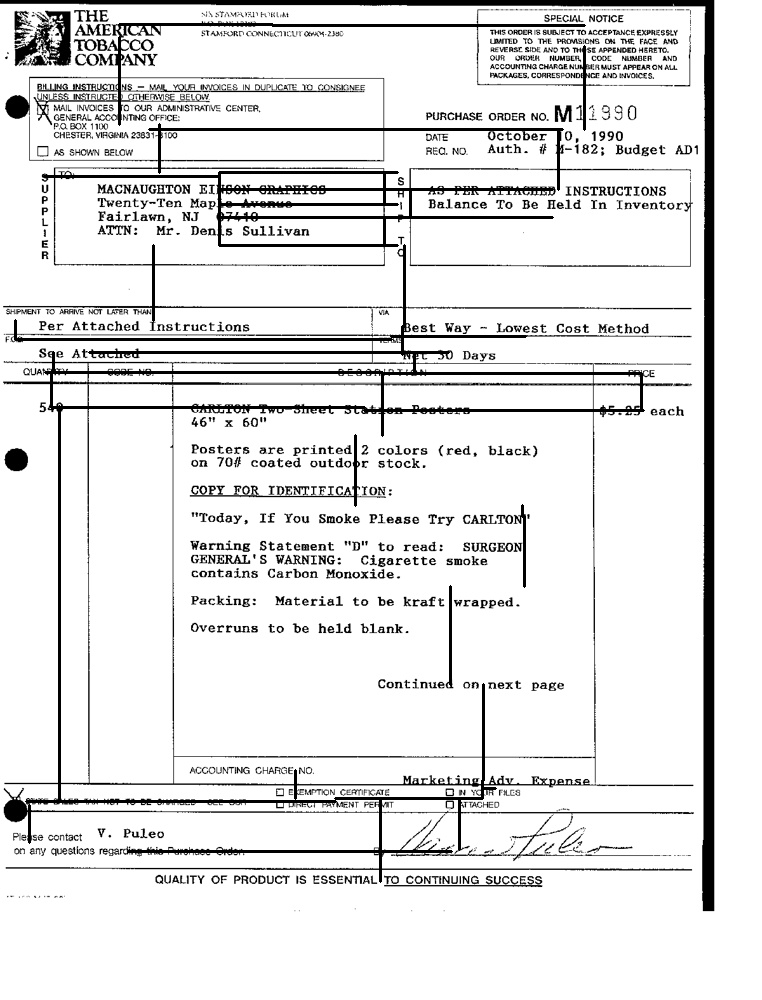 THE
AMERICAN
TOBACCO
COMPANY
SIX STAMFORD FORUM
STAMFORD CONNECTICUT 06904-2380
SPECIAL NOTICE
THIS ORDER IS SUBJECT TO ACCEPTANCE EXPRESSLY
LIMITED TO THE PROVISIONS ON THE FACE AND
REVERSE SIDE AND TO THESE APPENDED HERETO.
OUR ORDER NUMBER, CODE NUMBER AND
ACCOUNTING CHARGE NUMBER MUST APPEAR ON ALL
PACKAGES, CORRESPONDENCE AND INVOICES.
BILLING INSTRUCTIONS — MAIL YOUR INVOICES IN DUPLICATE TO CONSIGNEE
UNLESS INSTRUCTED OTHERWISE BELOW
MAIL INVOICES TO OUR ADMINISTRATIVE CENTER,
GENERAL ACCOUNTING OFFICE:
P.O. BOX 1100
CHESTER, VIRGINIA 23831-8100
AS SHOWN BELOW
PURCHASE ORDER NO. M11990
DATE October 10, 1990
REQ. NO. Auth. # M-182; Budget AD1
SUPPLIER
TO:
MACNAUGHTON EINSON GRAPHICS
Twenty-Ten Maple Avenue
Fairlawn, NJ 07410
ATTN: Mr. Denis Sullivan
SHIP TO
AS PER ATTACHED INSTRUCTIONS
Balance To Be Held In Inventory
SHIPMENT TO ARRIVE NOT LATER THAN
Per Attached Instructions
VIA
Best Way - Lowest Cost Method
F.O.B.
See Attached
TERMS
Net 30 Days
QUANTITY CODE NO. DESCRIPTION PRICE
540 CARLTON Two-Sheet Station Posters $5.25 each
46" x 60"
Posters are printed 2 colors (red, black)
on 70# coated outdoor stock.
COPY FOR IDENTIFICATION:
"Today, If You Smoke Please Try CARLTON"
Warning Statement "D" to read: SURGEON
GENERAL'S WARNING: Cigarette smoke
contains Carbon Monoxide.
Packing: Material to be kraft wrapped.
Overruns to be held blank.
Continued on next page
ACCOUNTING CHARGE NO.
Marketing Adv. Expense
STATE SALES TAX NOT TO BE CHARGED SEE OUR
EXEMPTION CERTIFICATE
DIRECT PAYMENT PERMIT
IN YOUR FILES
ATTACHED
Please contact V. Puleo
on any questions regarding this Purchase Order.
By
QUALITY OF PRODUCT IS ESSENTIAL TO CONTINUING SUCCESS